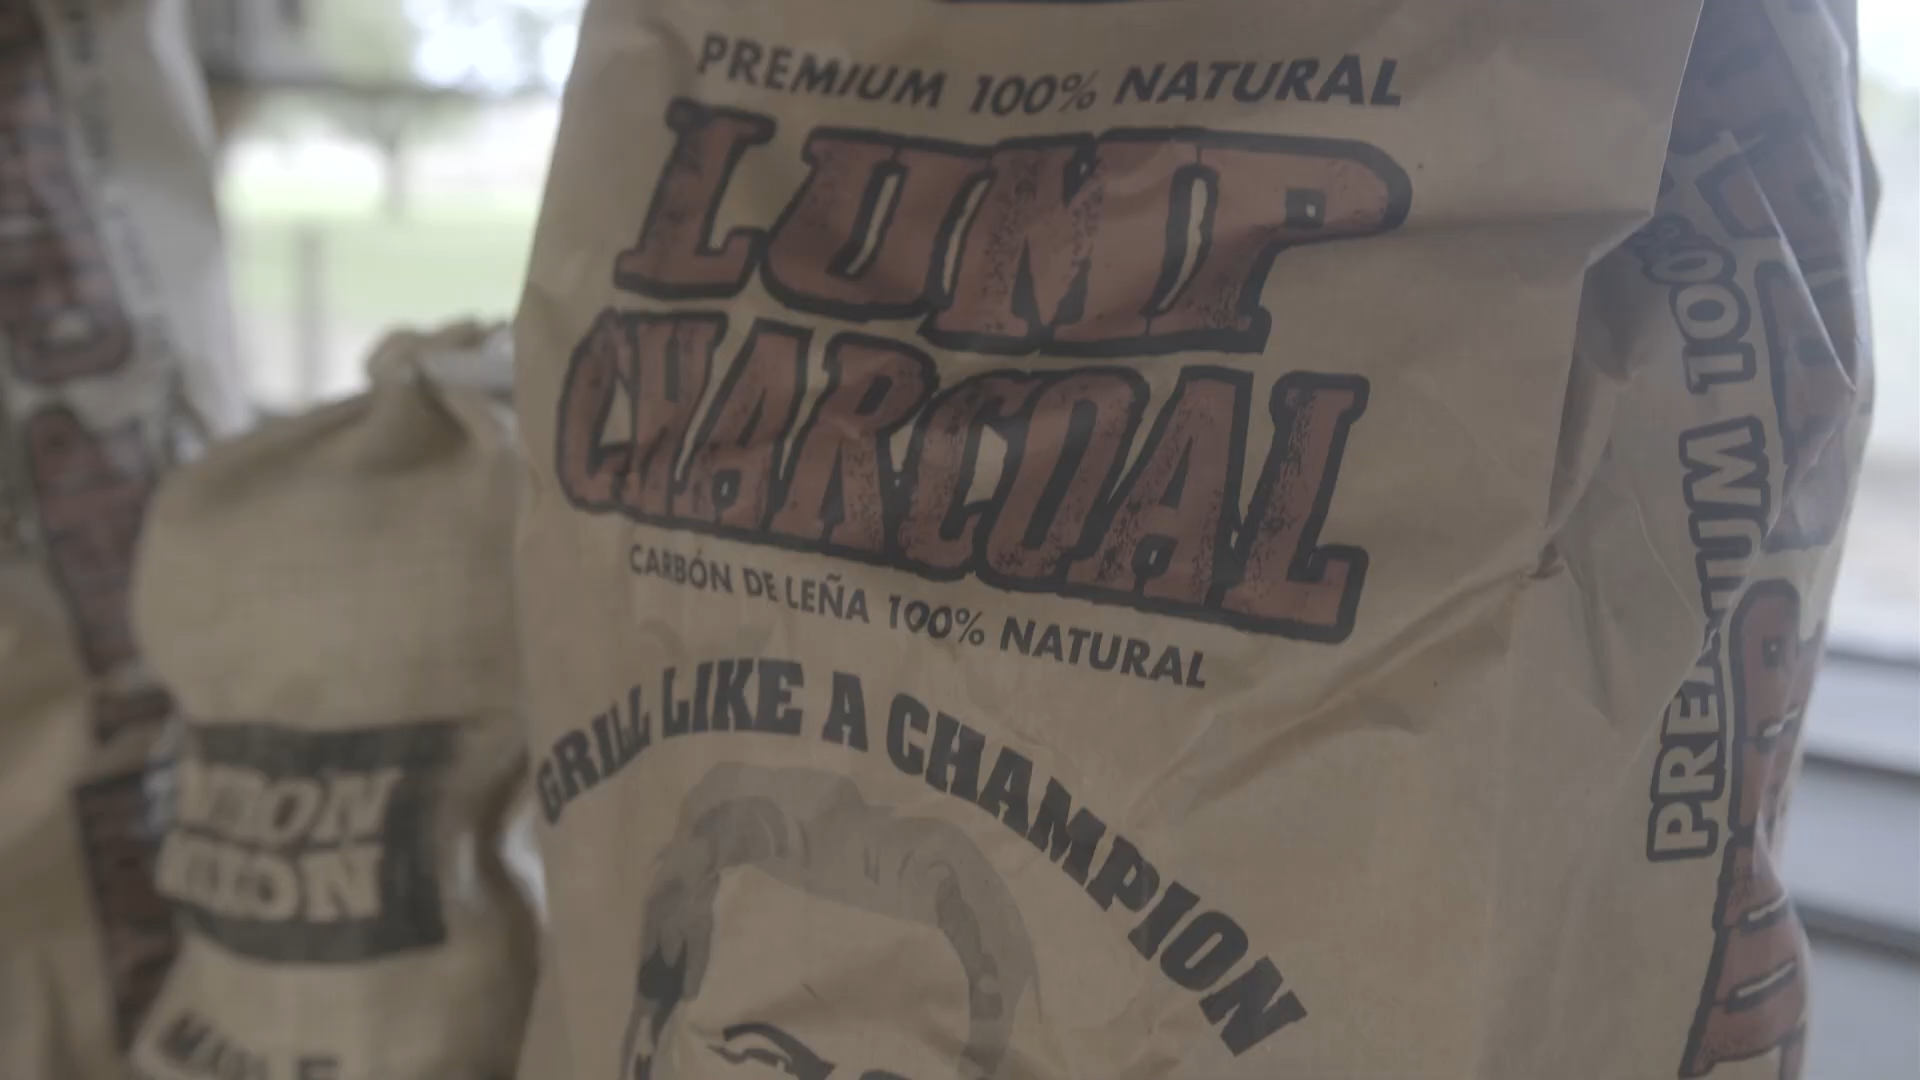 PREMIUM 100% NATURAL
LUMP
CHARCOAL
CARBÓN DE LEÑA 100% NATURAL
GRILL LIKE A CHAMPION
PREMIUM 100%